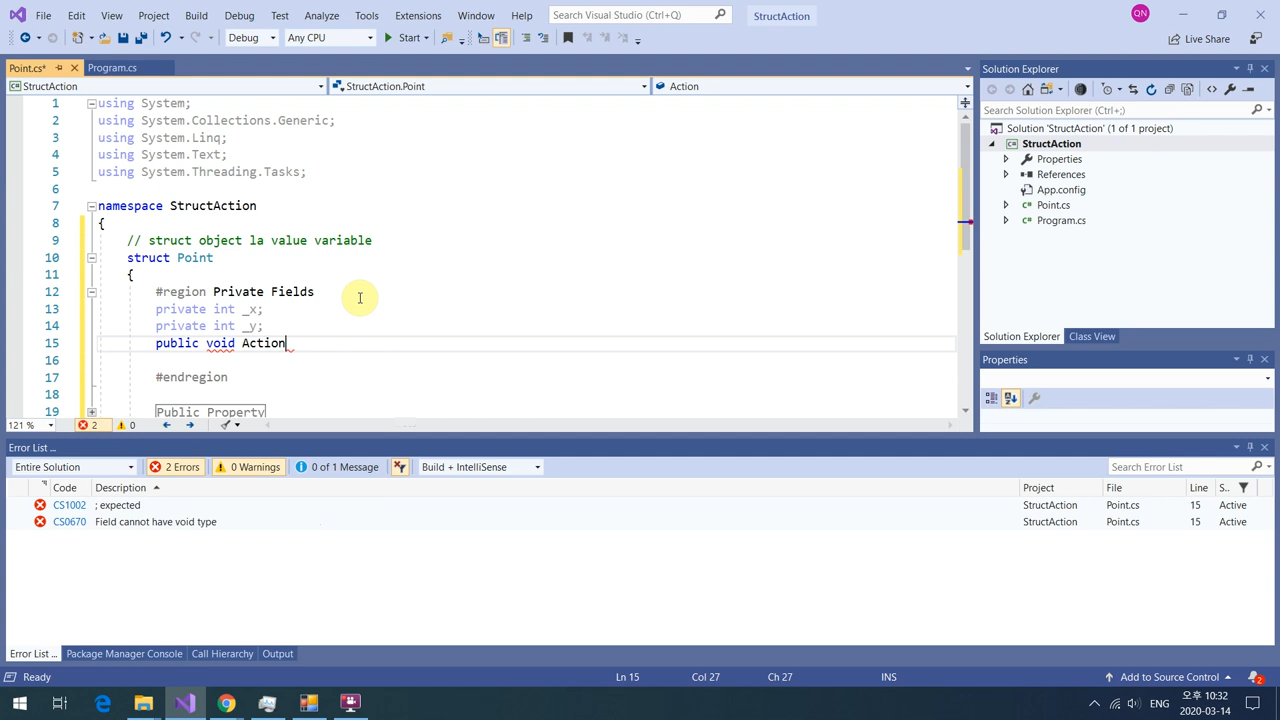 File Edit View Project Build Debug Test Analyze Tools Extensions Window Help Search Visual Studio (Ctrl+Q) StructAction QN
Debug Any CPU Start Live Share
Point.cs* Program.cs
StructAction StructAction.Point Action
1 using System;
2 using System.Collections.Generic;
3 using System.Linq;
4 using System.Text;
5 using System.Threading.Tasks;
6
7 namespace StructAction
8 {
9 // struct object la value variable
10 struct Point
11 {
12 #region Private Fields
13 private int _x;
14 private int _y;
15 public void Action
16
17 #endregion
18
19 Public Property
121 % 2 0
Solution Explorer
Search Solution Explorer (Ctrl+;)
Solution 'StructAction' (1 of 1 project)
StructAction
Properties
References
App.config
Point.cs
Program.cs
Solution Explorer Class View
Properties
Error List ...
Entire Solution 2 Errors 0 Warnings 0 of 1 Message Build + IntelliSense Search Error List
Code Description Project File Line S..
CS1002 ; expected StructAction Point.cs 15 Active
CS0670 Field cannot have void type StructAction Point.cs 15 Active
Error List ... Package Manager Console Call Hierarchy Output
Ready Ln 15 Col 27 Ch 27 INS Add to Source Control 2
ENG 오후 10:32
2020-03-14